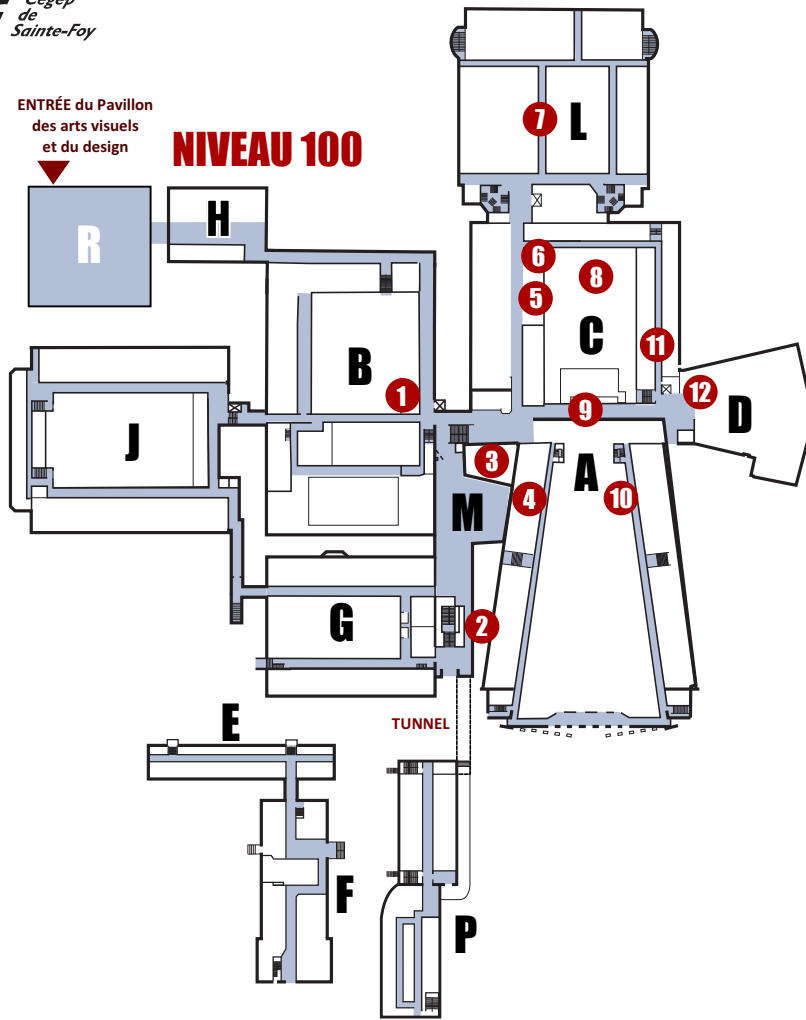 Cégep
de
Sainte-Foy
ENTRÉE du Pavillon
des arts visuels
et du design
NIVEAU 100
L
7
H
R
6
8
5
C
B
11
1
12
9
D
J
3
A
4
10
M
G
2
TUNNEL
E
F
P